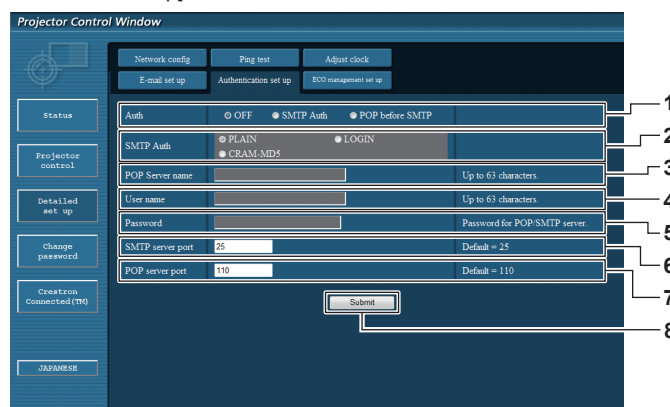 Projector Control Window
Network config Ping test Adjust clock
E-mail set up Authentication set up ECO management set up
Status
Projector
control
Detailed
set up
Change
password
Crestron
Connected(TM)
JAPANESE
Auth OFF SMTP Auth POP before SMTP
SMTP Auth PLAIN LOGIN
CRAM-MD5
POP Server name Up to 63 characters.
User name Up to 63 characters.
Password Password for POP/SMTP server.
SMTP server port 25 Default = 25
POP server port 110 Default = 110
Submit
1
2
3
4
5
6
7
8